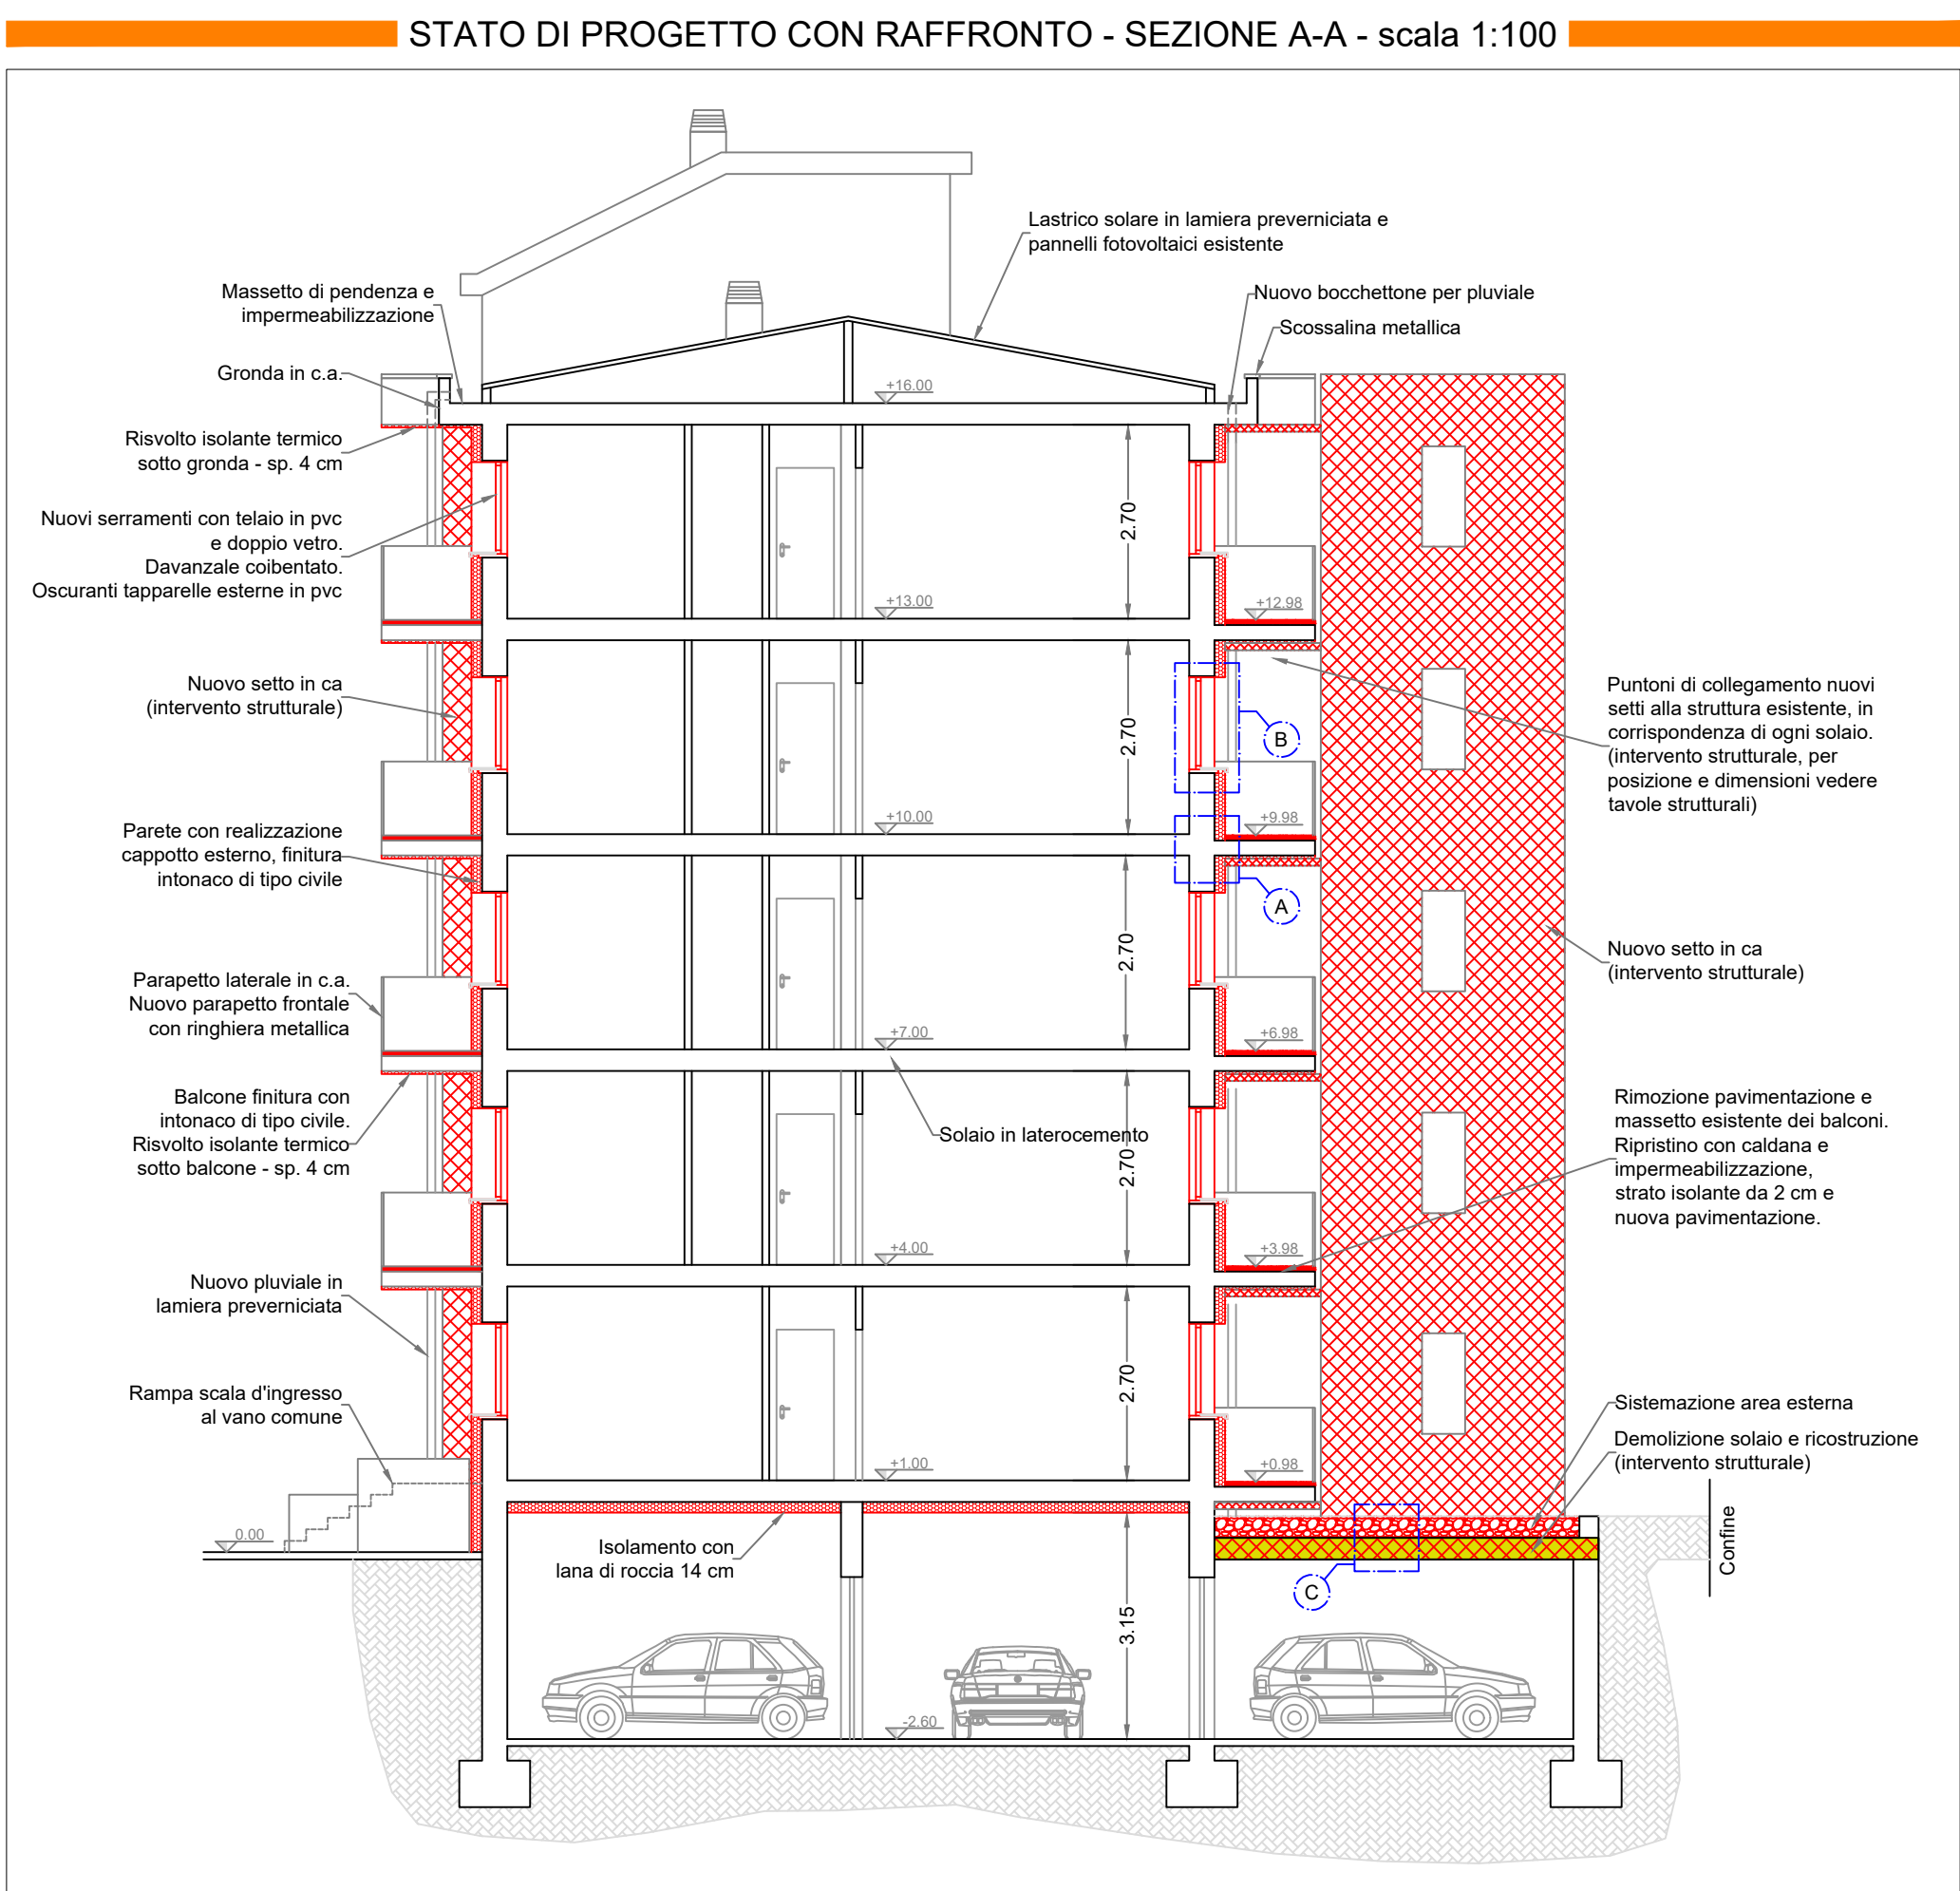 STATO DI PROGETTO CON RAFFRONTO - SEZIONE A-A - scala 1:100
Lastrico solare in lamiera preverniciata e
pannelli fotovoltaici esistente
Massetto di pendenza e
impermeabilizzazione
Nuovo bocchettone per pluviale
Scossalina metallica
Gronda in c.a.
+16.00
Risvolto isolante termico
sotto gronda - sp. 4 cm
Nuovi serramenti con telaio in pvc
e doppio vetro.
Davanzale coibentato.
Oscuranti tapparelle esterne in pvc
2.70
+13.00
+12.98
Nuovo setto in ca
(intervento strutturale)
2.70
B
Puntoni di collegamento nuovi
setti alla struttura esistente, in
corrispondenza di ogni solaio.
(intervento strutturale, per
posizione e dimensioni vedere
tavole strutturali)
+10.00
+9.98
Parete con realizzazione
cappotto esterno, finitura
intonaco di tipo civile
A
2.70
Nuovo setto in ca
(intervento strutturale)
Parapetto laterale in c.a.
Nuovo parapetto frontale
con ringhiera metallica
+7.00
+6.98
Balcone finitura con
intonaco di tipo civile.
Risvolto isolante termico
sotto balcone - sp. 4 cm
Solaio in laterocemento
2.70
Rimozione pavimentazione e
massetto esistente dei balconi.
Ripristino con caldana e
impermeabilizzazione,
strato isolante da 2 cm e
nuova pavimentazione.
+4.00
+3.98
Nuovo pluviale in
lamiera preverniciata
2.70
Rampa scala d'ingresso
al vano comune
Sistemazione area esterna
Demolizione solaio e ricostruzione
(intervento strutturale)
+1.00
+0.98
0.00
Isolamento con
lana di roccia 14 cm
Confine
C
3.15
-2.60